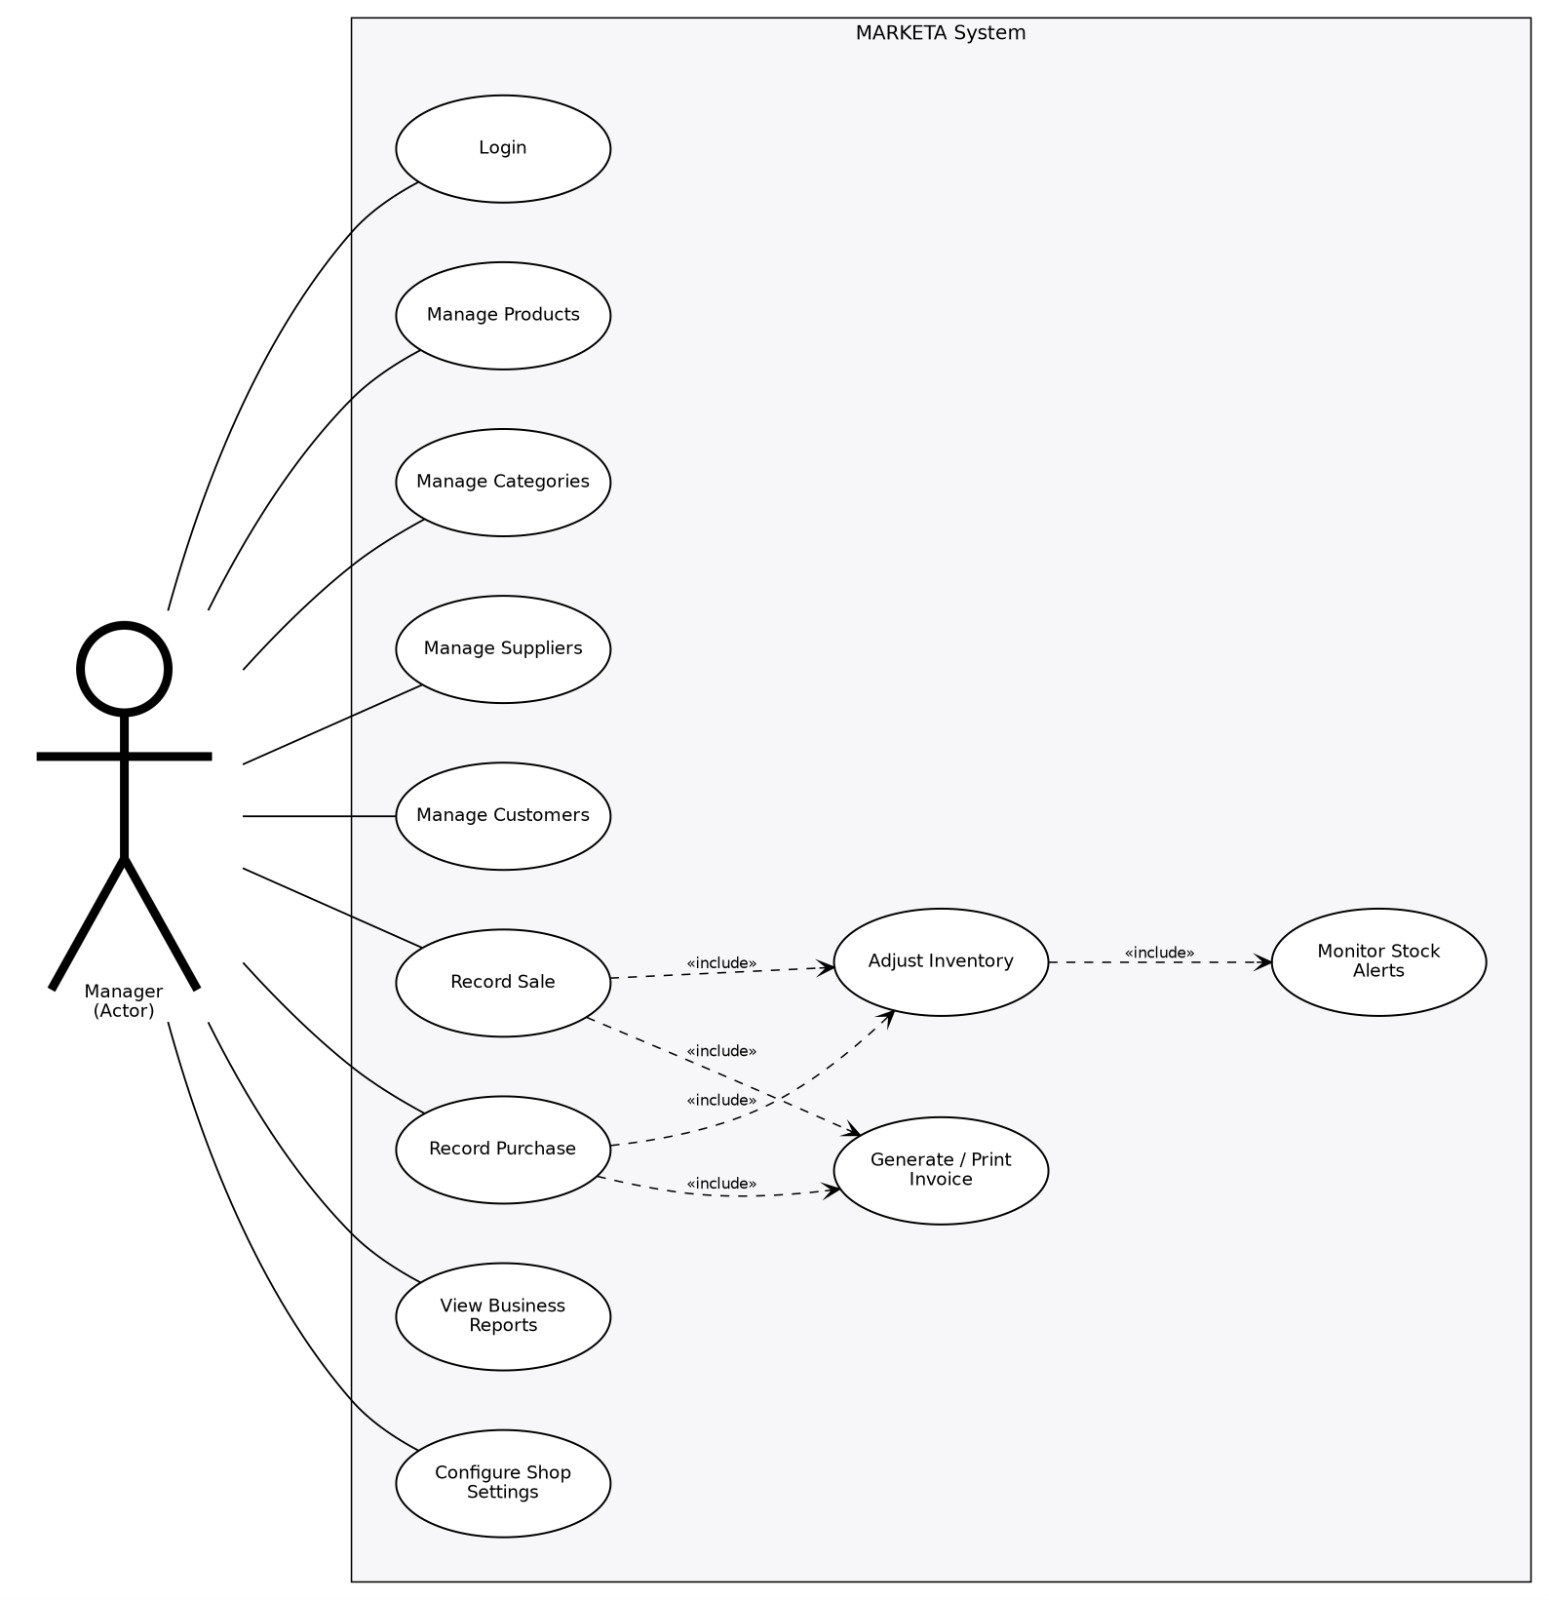 MARKETA System
Login
Manage Products
Manage Categories
Manage Suppliers
Manage Customers
Manager
(Actor)
Record Sale
«include»
Adjust Inventory
«include»
Monitor Stock
Alerts
«include»
«include»
Record Purchase
«include»
Generate / Print
Invoice
View Business
Reports
Configure Shop
Settings